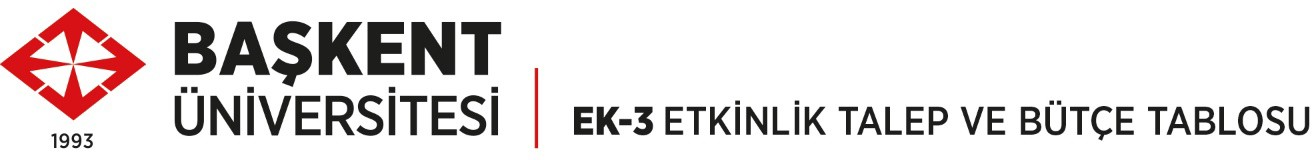 BAŞKENT
ÜNİVERSİTESİ
1993
EK-3 ETKİNLİK TALEP VE BÜTÇE TABLOSU